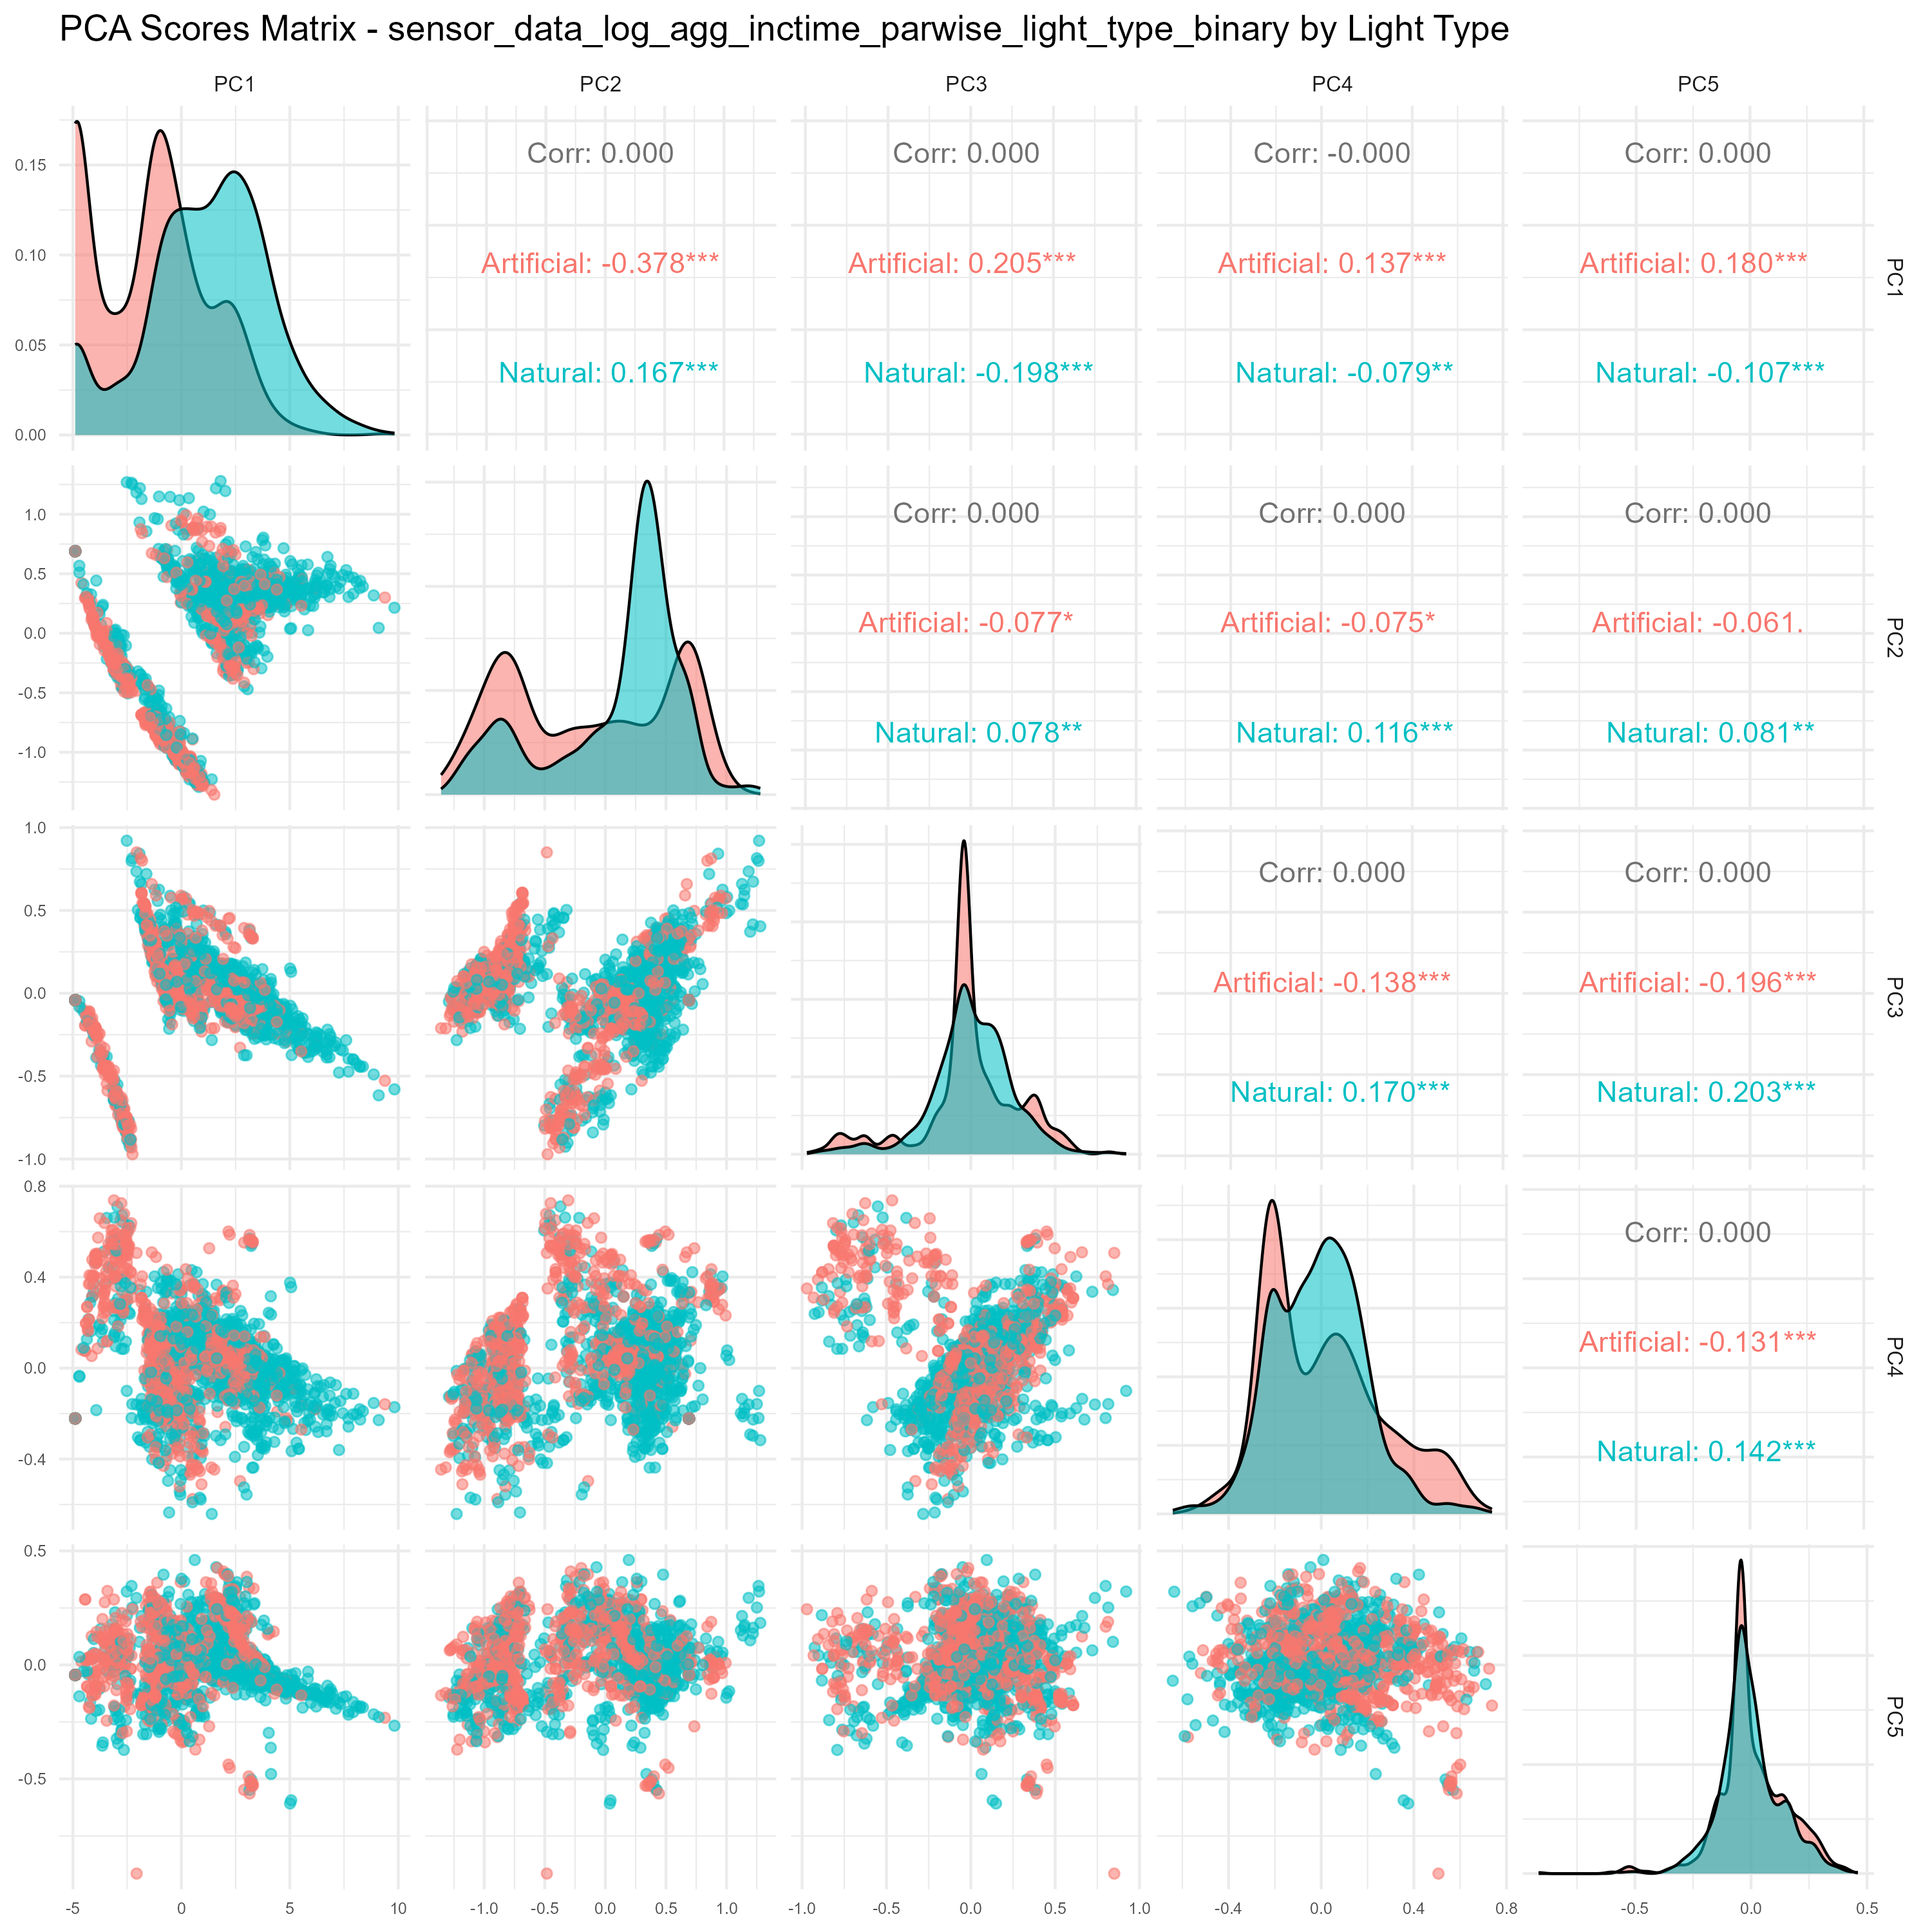 PCA Scores Matrix - sensor_data_log_agg_inctime_parwise_light_type_binary by Light Type
PC1 PC2 PC3 PC4 PC5
0.15
0.10
0.05
0.00
Corr: 0.000
Artificial: -0.378***
Natural: 0.167***
Corr: 0.000
Artificial: 0.205***
Natural: -0.198***
Corr: -0.000
Artificial: 0.137***
Natural: -0.079**
Corr: 0.000
Artificial: 0.180***
Natural: -0.107***
PC1
1.0
0.5
0.0
-0.5
-1.0
Corr: 0.000
Artificial: -0.077*
Natural: 0.078**
Corr: 0.000
Artificial: -0.075*
Natural: 0.116***
Corr: 0.000
Artificial: -0.061.
Natural: 0.081**
PC2
1.0
0.5
0.0
-0.5
-1.0
Corr: 0.000
Artificial: -0.138***
Natural: 0.170***
Corr: 0.000
Artificial: -0.196***
Natural: 0.203***
PC3
0.8
0.4
0.0
-0.4
Corr: 0.000
Artificial: -0.131***
Natural: 0.142***
PC4
0.5
0.0
-0.5
PC5
-5 0 5 10
-1.0 -0.5 0.0 0.5 1.0
-1.0 -0.5 0.0 0.5 1.0
-0.4 0.0 0.4 0.8
-0.5 0.0 0.5